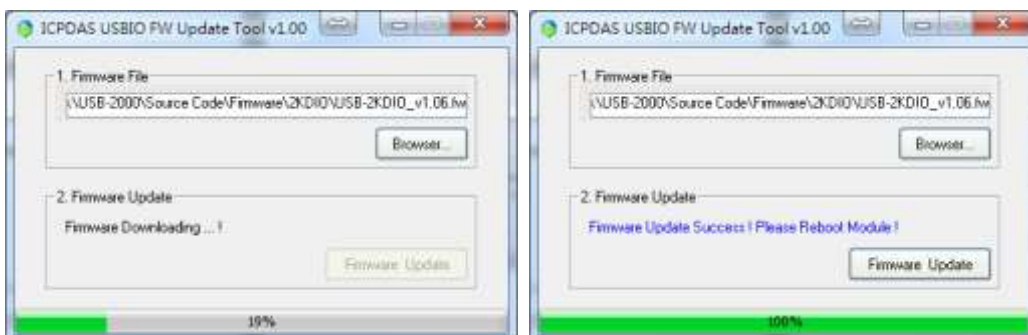 ICPDAS USBIO FW Update Tool v1.00
1. Firmware File
\USB-2000\Source Code\Firmware\2KDIO\USB-2KDIO_v1.06.fw
Browser...
2. Firmware Update
Firmware Downloading ... !
Firmware Update
19%
ICPDAS USBIO FW Update Tool v1.00
1. Firmware File
\USB-2000\Source Code\Firmware\2KDIO\USB-2KDIO_v1.06.fw
Browser...
2. Firmware Update
Firmware Update Success ! Please Reboot Module !
Firmware Update
100%